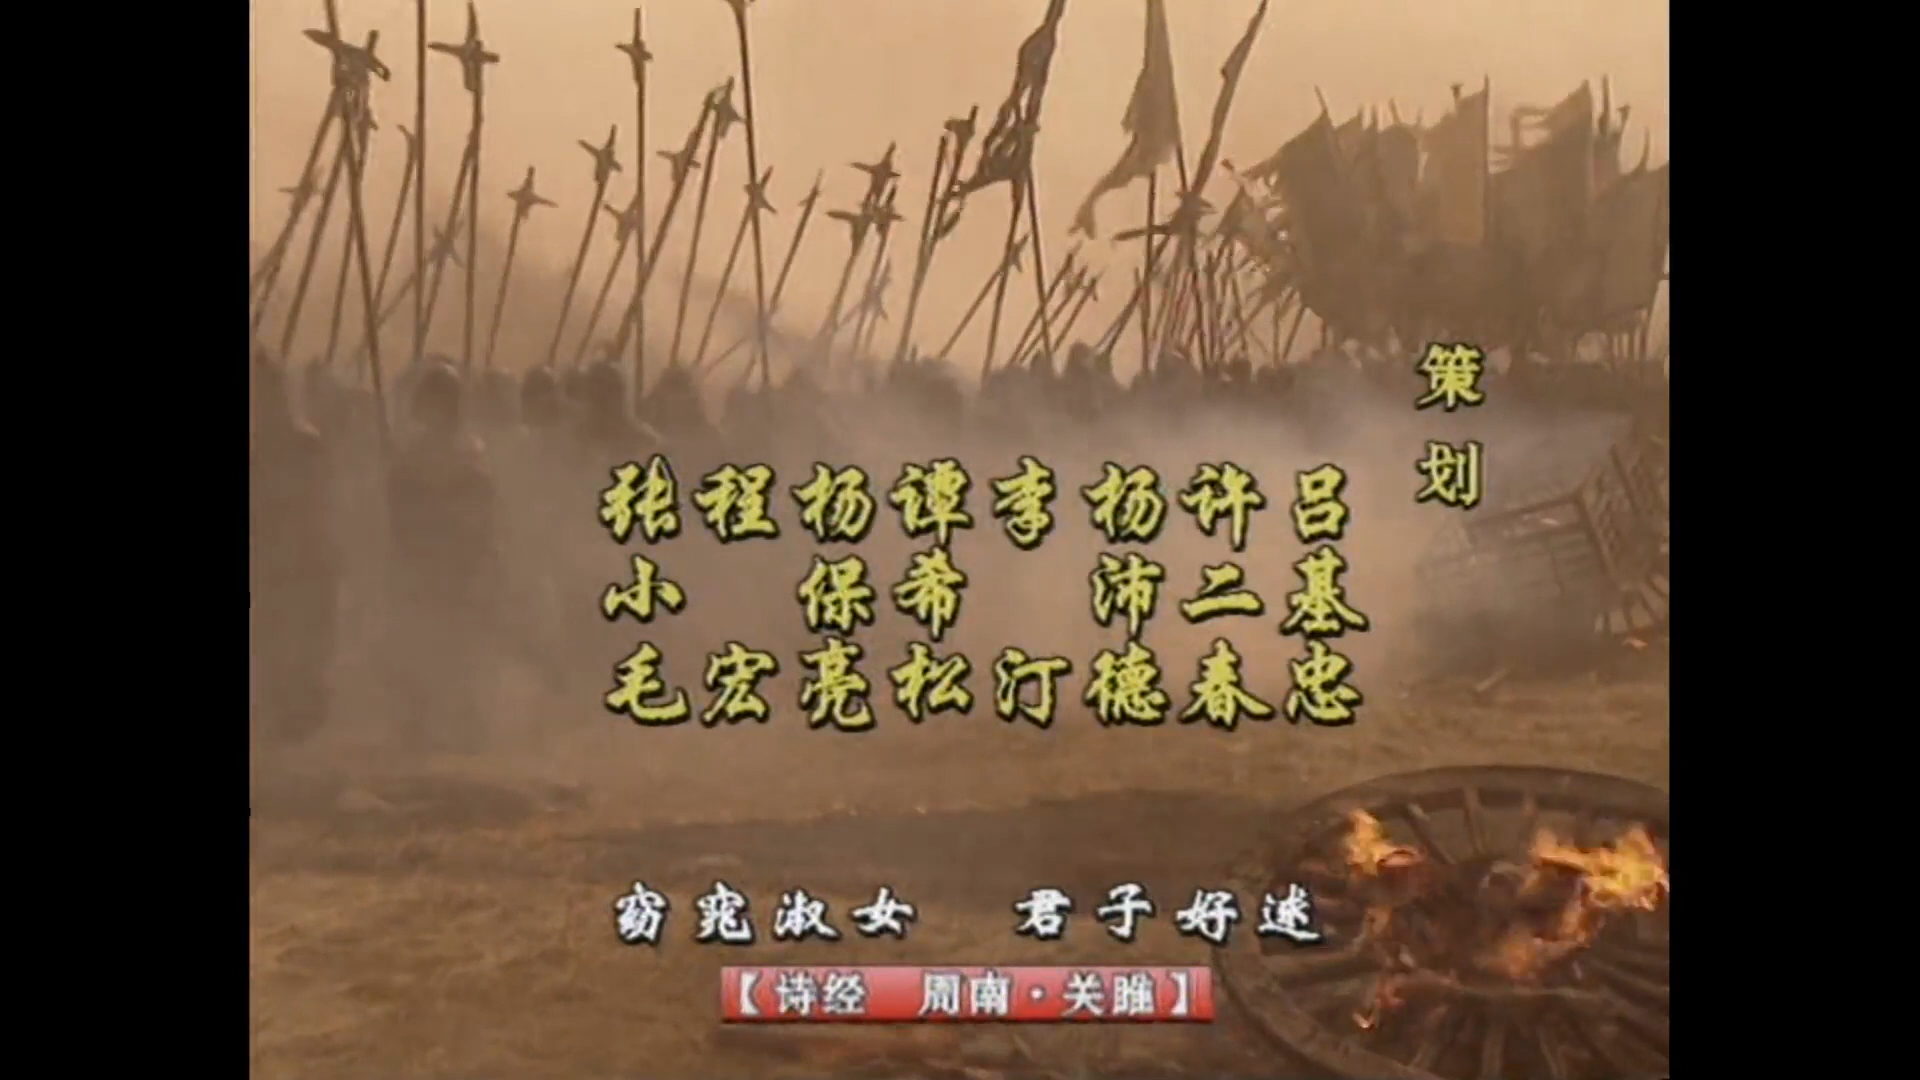 策划
吕基忠
许二春
杨沛德
李汀
谭希松
杨保亮
程宏
张小毛
窈窕淑女 君子好逑
【诗经 周南·关雎】